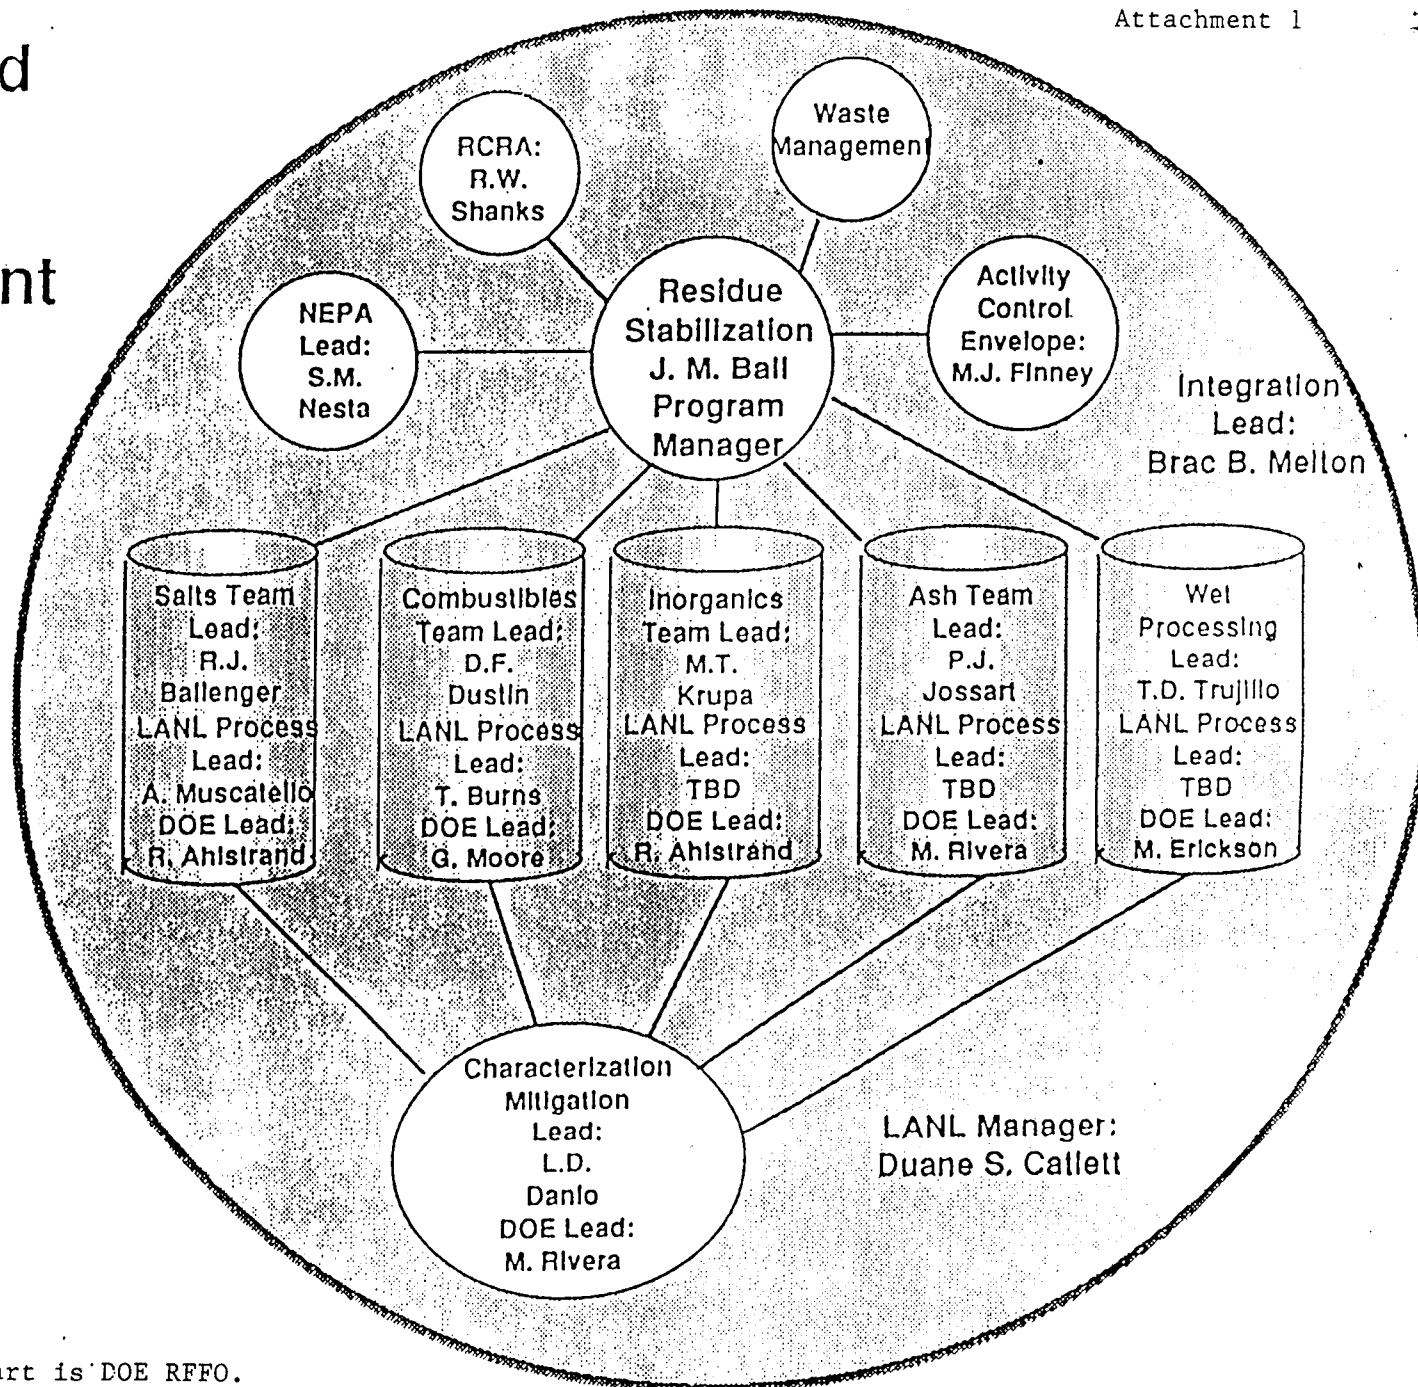 Attachment 1
d
nt
RCRA:
R.W.
Shanks
Waste
Management
NEPA
Lead:
S.M.
Nesta
Residue
Stabilization
J. M. Ball
Program
Manager
Activity
Control
Envelope:
M.J. Finney
Integration
Lead:
Brac B. Melton
Salts Team
Lead:
R.J.
Ballenger
LANL Process
Lead:
A. Muscatello
DOE Lead:
R. Ahlstrand
Combustibles
Team Lead:
D.F.
Dustin
LANL Process
Lead:
T. Burns
DOE Lead:
G. Moore
Inorganics
Team Lead:
M.T.
Krupa
LANL Process
Lead:
TBD
DOE Lead:
R. Ahlstrand
Ash Team
Lead:
P.J.
Jossart
LANL Process
Lead:
TBD
DOE Lead:
M. Rivera
Wet
Processing
Lead:
T.D. Trujillo
LANL Process
Lead:
TBD
DOE Lead:
M. Erickson
Characterization
Mitigation
Lead:
L.D.
Danio
DOE Lead:
M. Rivera
LANL Manager:
Duane S. Catlett
art is DOE RFFO.